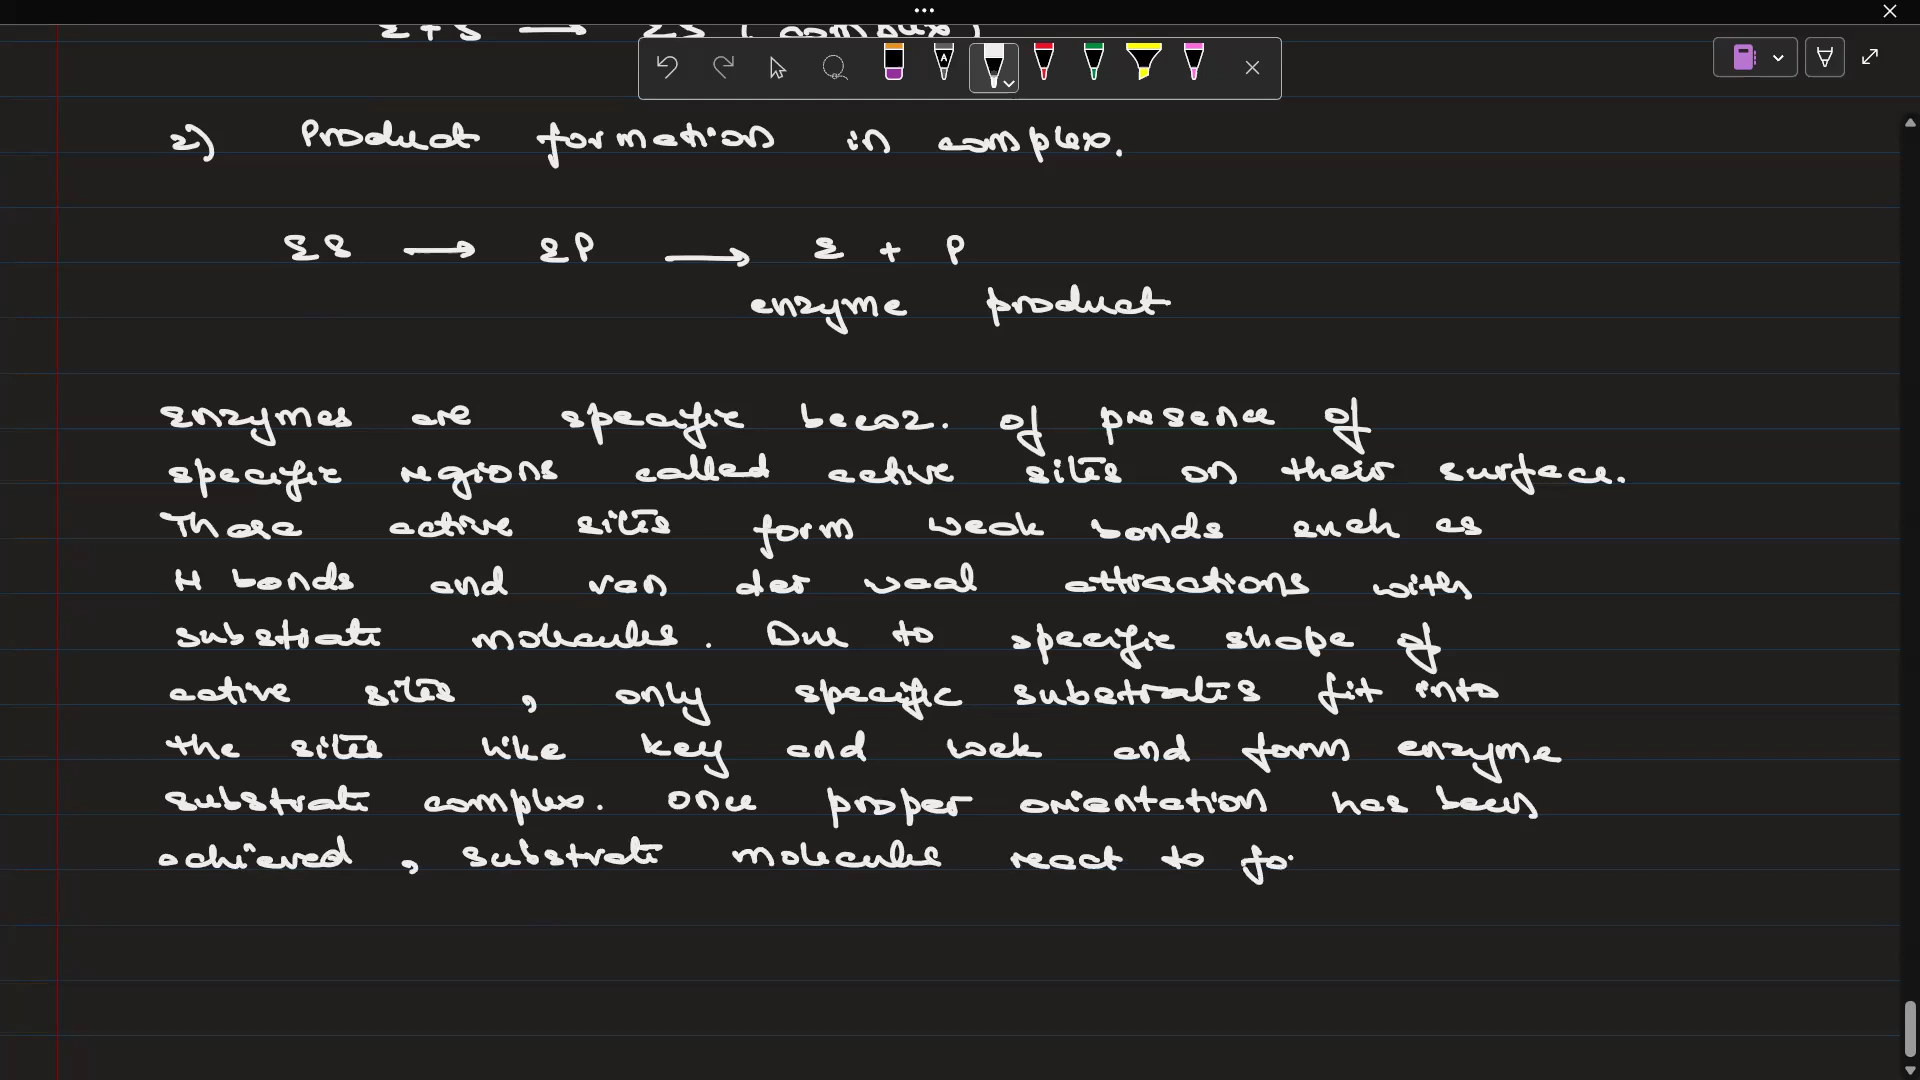 E + S → ES ( complex )
2) Product formation in complex.
ES → EP → E + P
enzyme product
Enzymes are specific becoz. of presence of
specific regions called active sites on their surface.
These active sites form weak bonds such as
H bonds and van der waal attractions with
substrate molecules. Due to specific shape of
active sites , only specific substrates fit into
the sites like key and lock and form enzyme
substrate complex. Once proper orientation has been
achieved , substrate molecules react to fo